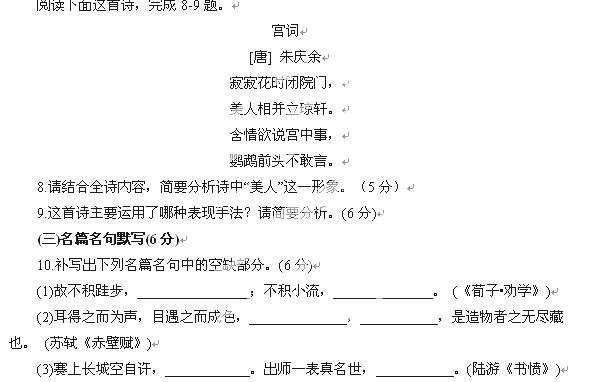 阅读下面这首诗，完成 8-9 题。
宫词
[唐] 朱庆余
寂寂花时闭院门，
美人相并立琼轩。
含情欲说宫中事，
鹦鹉前头不敢言。
8.请结合全诗内容，简要分析诗中“美人”这一形象。（5 分）
9.这首诗主要运用了哪种表现手法？请简要分析。(6 分)
(三)名篇名句默写(6 分)
10.补写出下列名篇名句中的空缺部分。(6 分)
(1)故不积跬步，________________；不积小流，______________。 (《荀子•劝学》)
(2)耳得之而为声，目遇之而成色，______________，___________，是造物者之无尽藏
也。 (苏轼《赤壁赋》)
(3)赛上长城空自许，____________。出师一表真名世，___________。(陆游《书愤》)